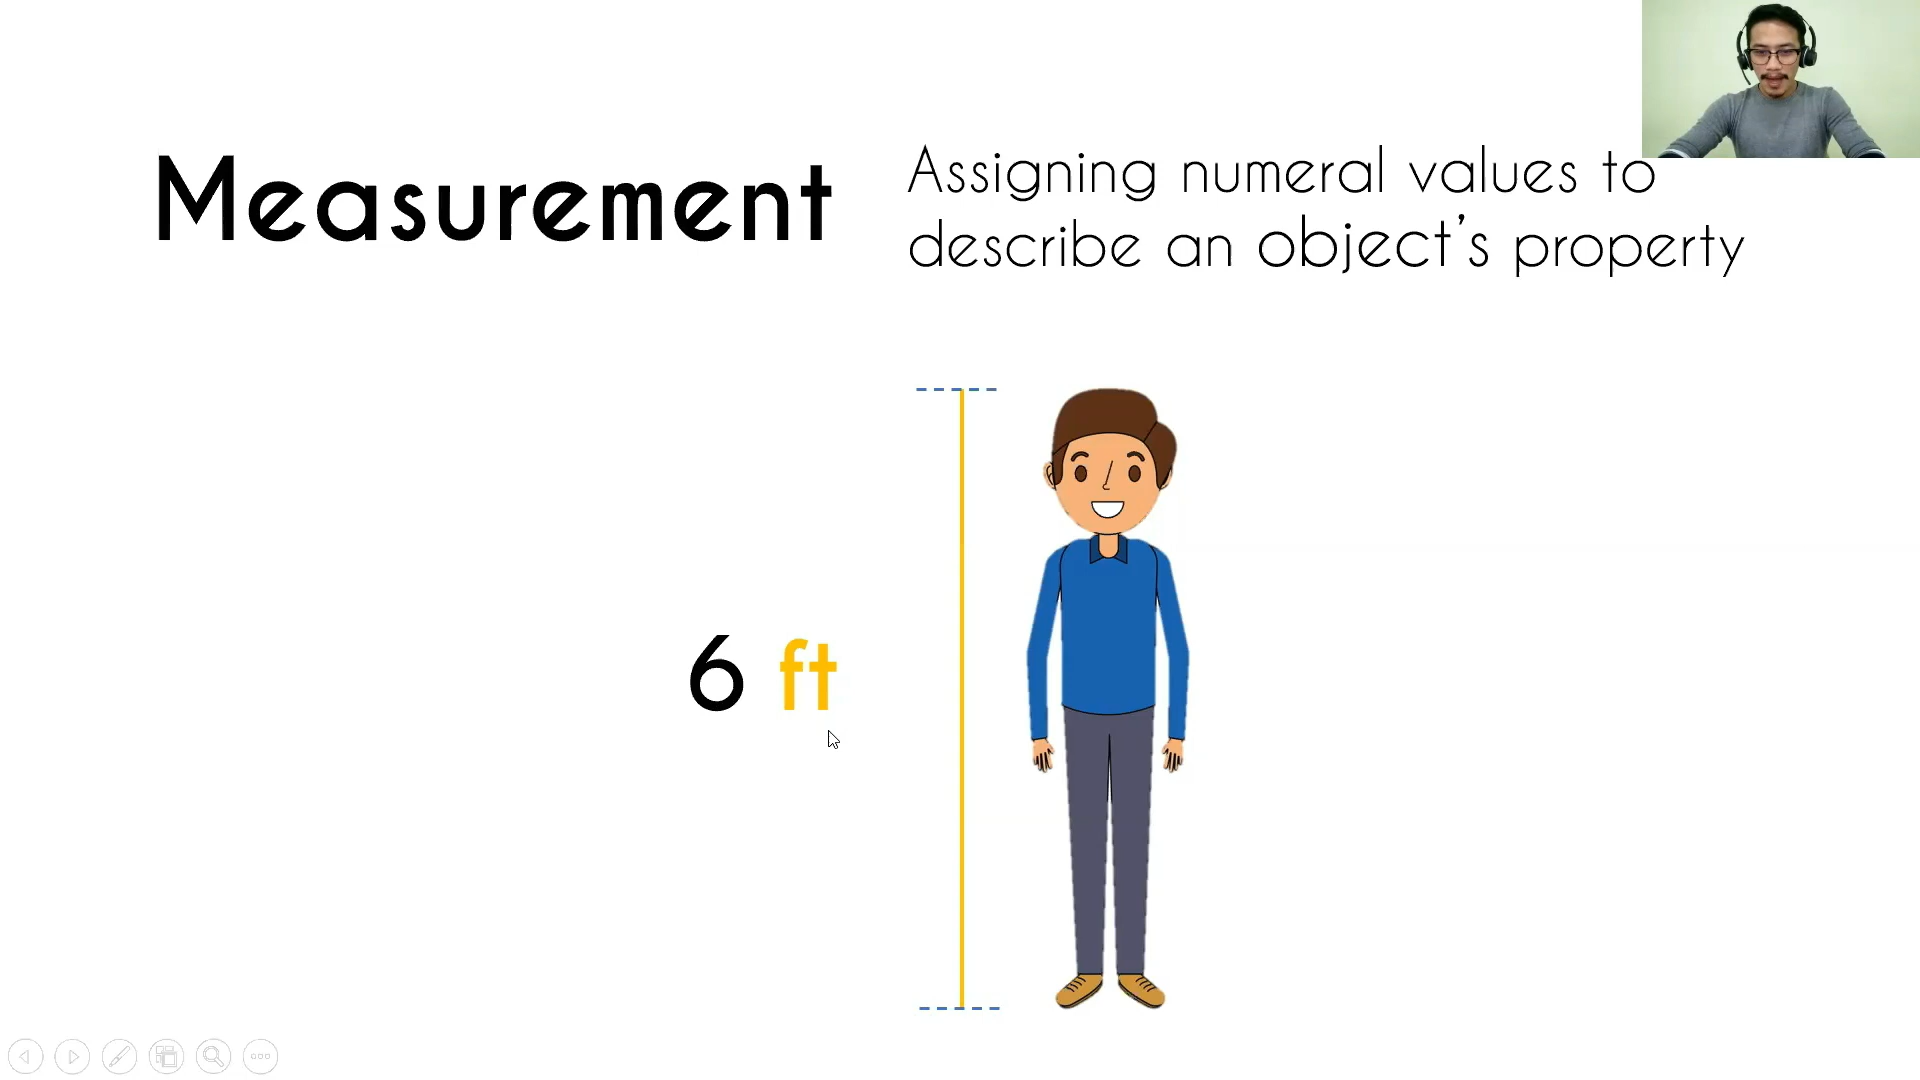 Measurement
Assigning numeral values to
describe an object's property
6 ft